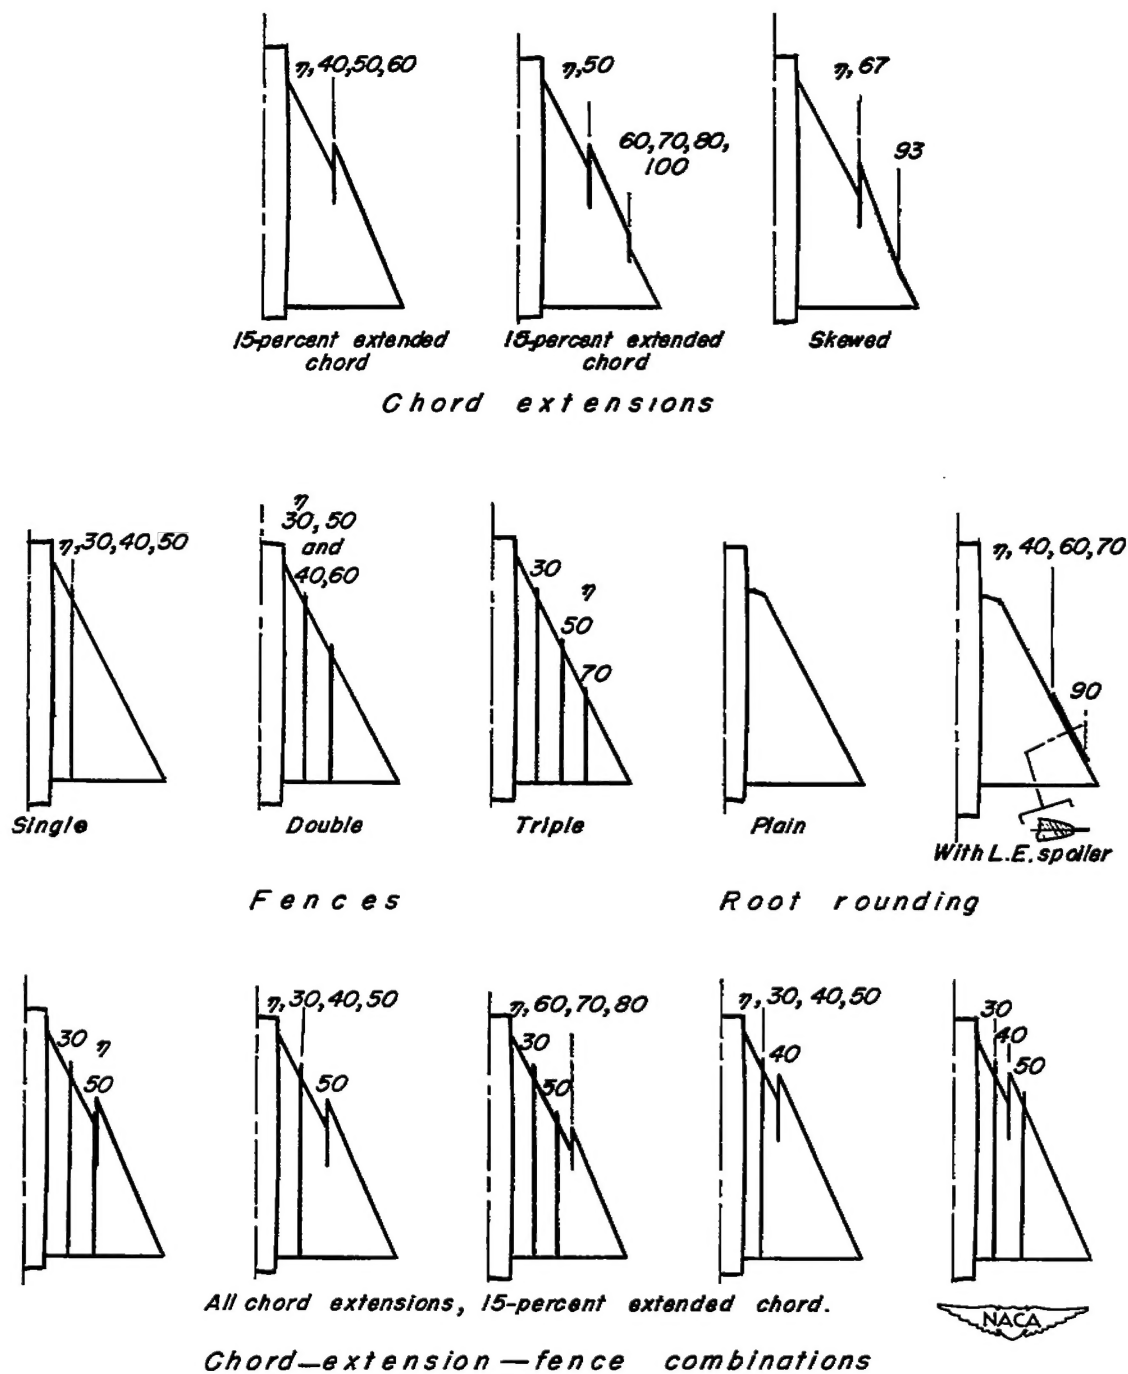 η,40,50,60
η,50
60,70,80,
100
η,67
93
15-percent extended
chord
15-percent extended
chord
Skewed
Chord extensions
η,30,40,50
η
30,50
and
40,60
30
η
50
70
η,40,60,70
90
Single
Double
Triple
Plain
With L.E. spoiler
Fences
Root rounding
30 η
50
η,30,40,50
50
η,60,70,80
30
50
η,30,40,50
40
30
40
50
All chord extensions, 15-percent extended chord.
NACA
Chord—extension—fence combinations